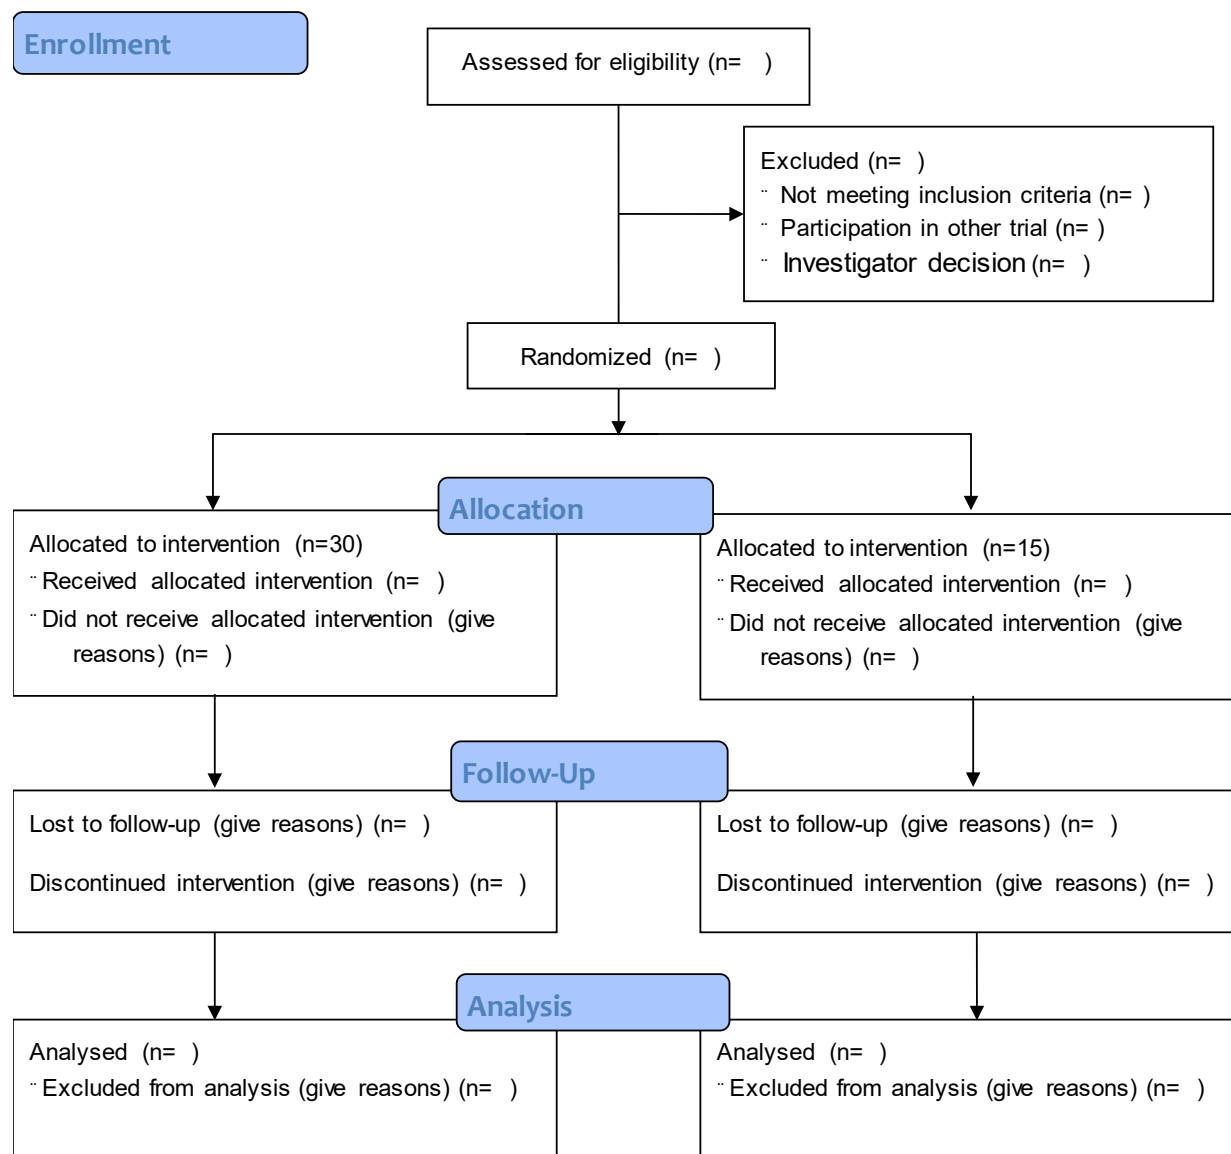 Enrollment
Assessed for eligibility (n=   )
Excluded (n=  )
¨ Not meeting inclusion criteria (n= )
¨ Participation in other trial (n= )
¨ Investigator decision (n=  )
Randomized (n=  )
Allocation
Allocated to intervention (n=30)
¨ Received allocated intervention (n=  )
¨ Did not receive allocated intervention (give
reasons) (n=  )
Allocated to intervention (n=15)
¨ Received allocated intervention (n=  )
¨ Did not receive allocated intervention (give
reasons) (n=  )
Follow-Up
Lost to follow-up (give reasons) (n=  )
Discontinued intervention (give reasons) (n=  )
Lost to follow-up (give reasons) (n=  )
Discontinued intervention (give reasons) (n=  )
Analysis
Analysed (n=  )
¨ Excluded from analysis (give reasons) (n=  )
Analysed (n=  )
¨ Excluded from analysis (give reasons) (n=  )